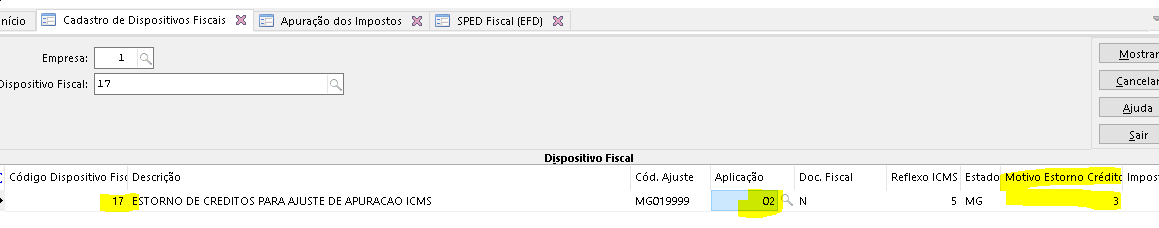 Início Cadastro de Dispositivos Fiscais Apuração dos Impostos SPED Fiscal (EFD)
Empresa: 1 Mostrar
Dispositivo Fiscal: 17 Cancelar
Ajuda
Sair
Dispositivo Fiscal
Código Dispositivo Fisc Descrição Cód. Ajuste Aplicação Doc. Fiscal Reflexo ICMS Estado Motivo Estorno Crédito Impost
17 ESTORNO DE CREDITOS PARA AJUSTE DE APURACAO ICMS MG019999 02 N 5 MG 3